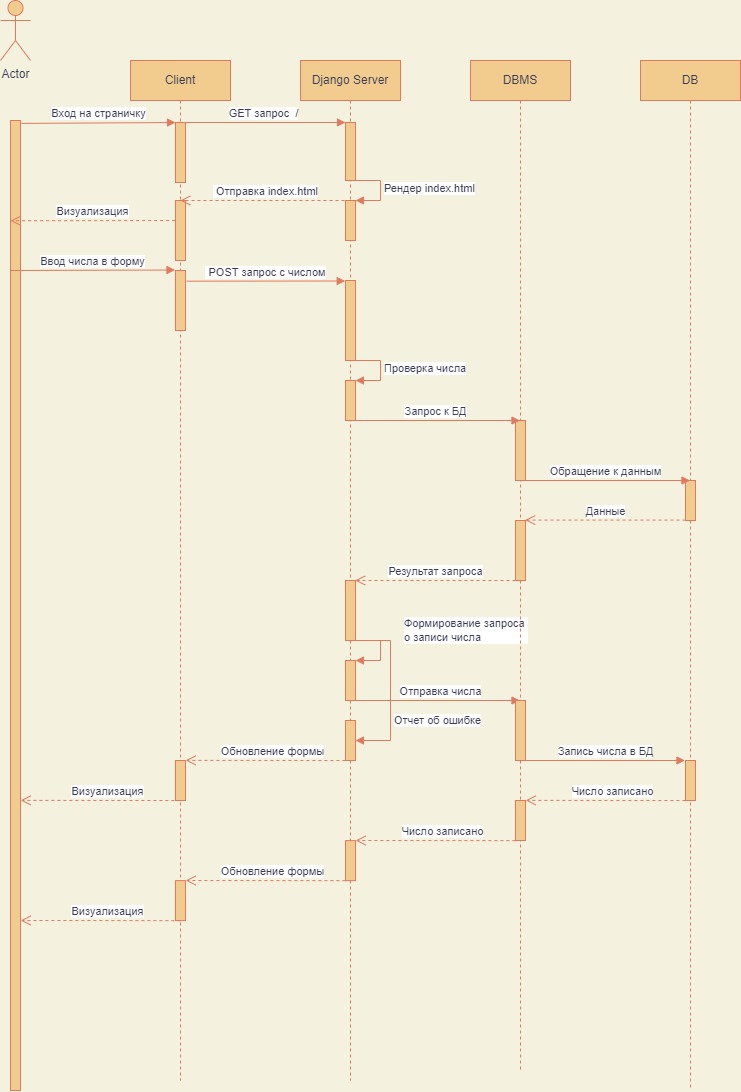 Actor
Client
Django Server
DBMS
DB
Вход на страничку
GET запрос /
Рендер index.html
Отправка index.html
Визуализация
Ввод числа в форму
POST запрос с числом
Проверка числа
Запрос к БД
Обращение к данным
Данные
Результат запроса
Формирование запроса
о записи числа
Отправка числа
Отчет об ошибке
Обновление формы
Запись числа в БД
Визуализация
Число записано
Число записано
Обновление формы
Визуализация